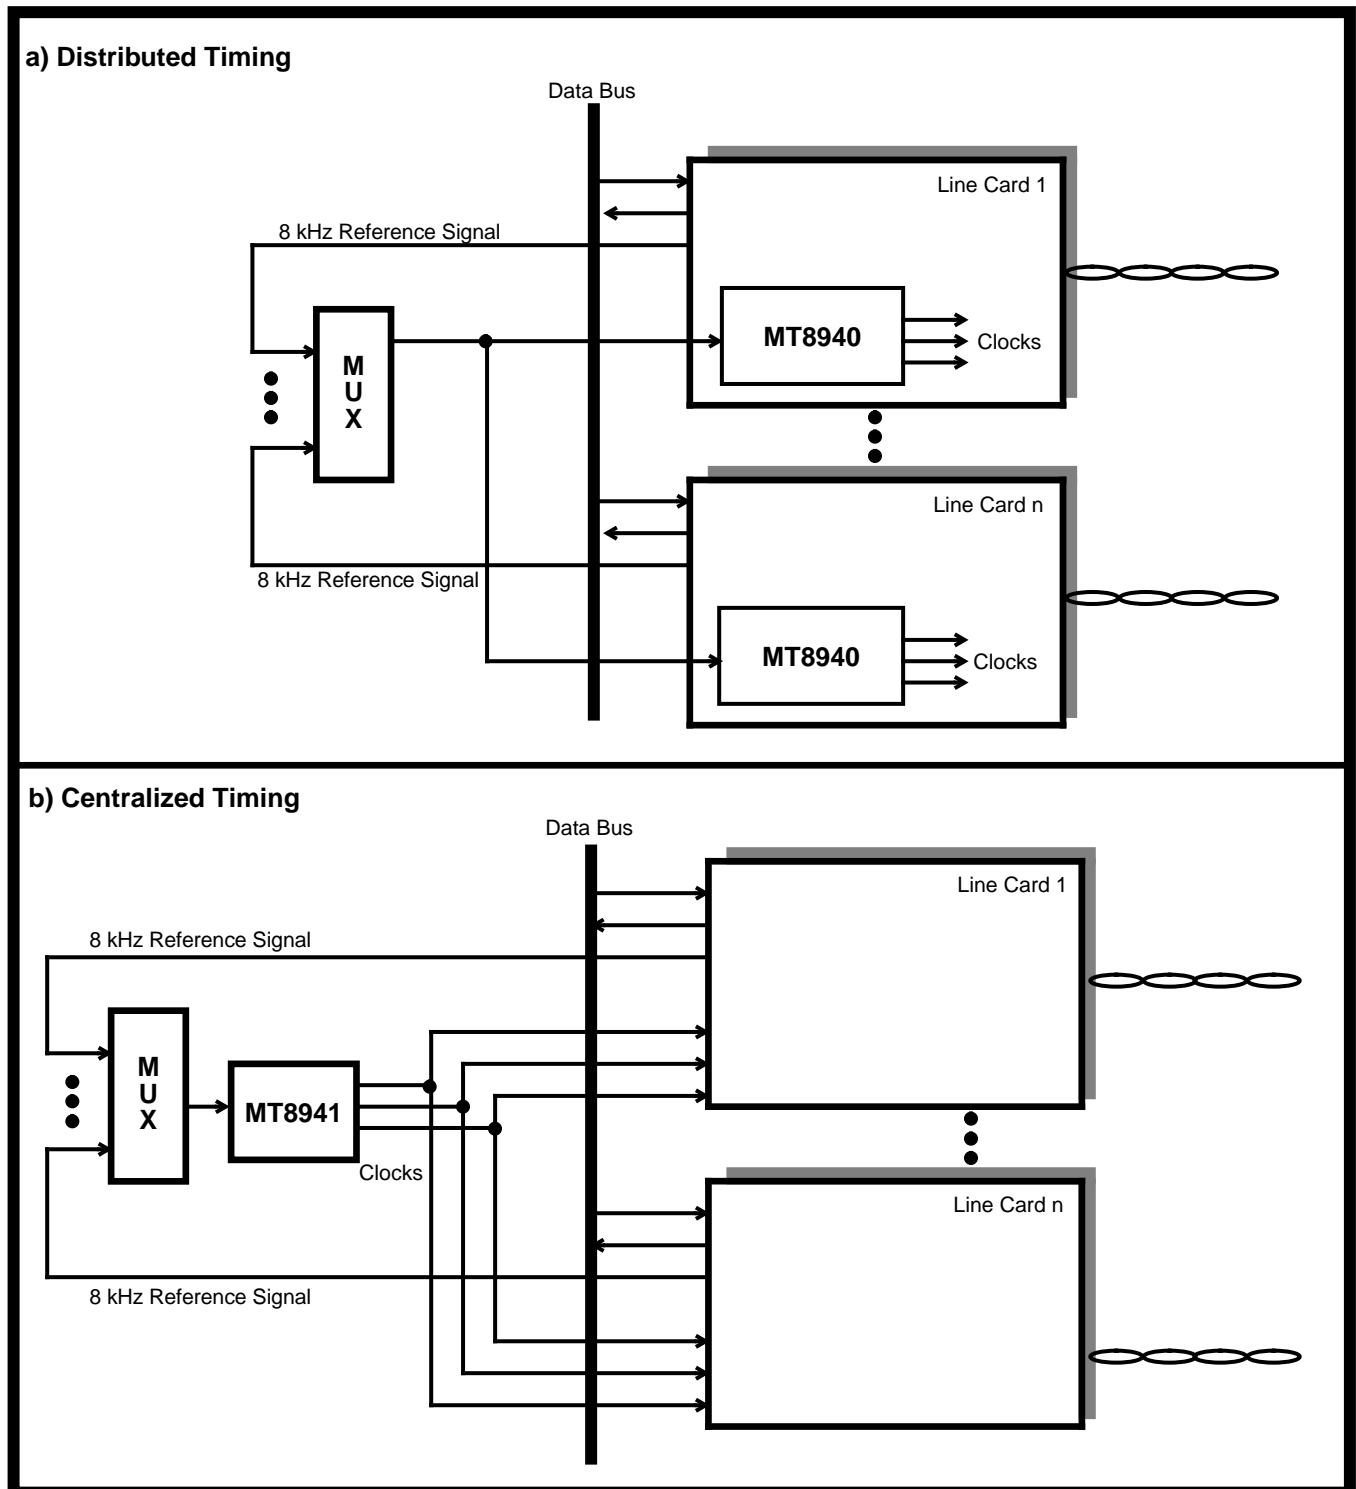 a) Distributed Timing
Data Bus
Line Card 1
8 kHz Reference Signal
MT8940
Clocks
M
U
X
Line Card n
8 kHz Reference Signal
MT8940
Clocks
b) Centralized Timing
Data Bus
Line Card 1
8 kHz Reference Signal
M
U
X
MT8941
Clocks
Line Card n
8 kHz Reference Signal